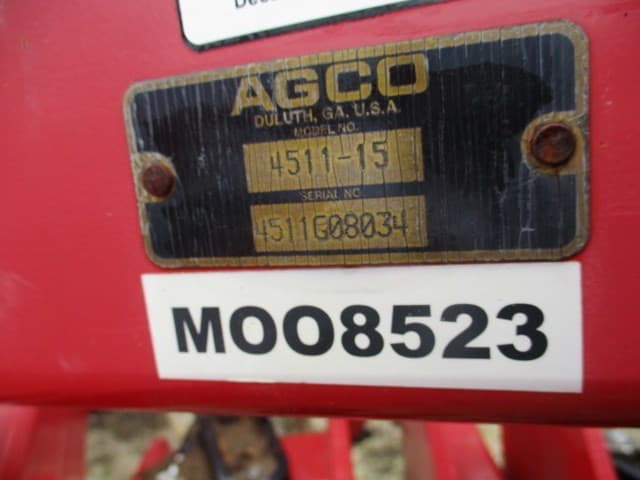 AGCO
DULUTH, GA. U.S.A.
MODEL NO.
4511-15
SERIAL NO
4511G08034
MOO8523